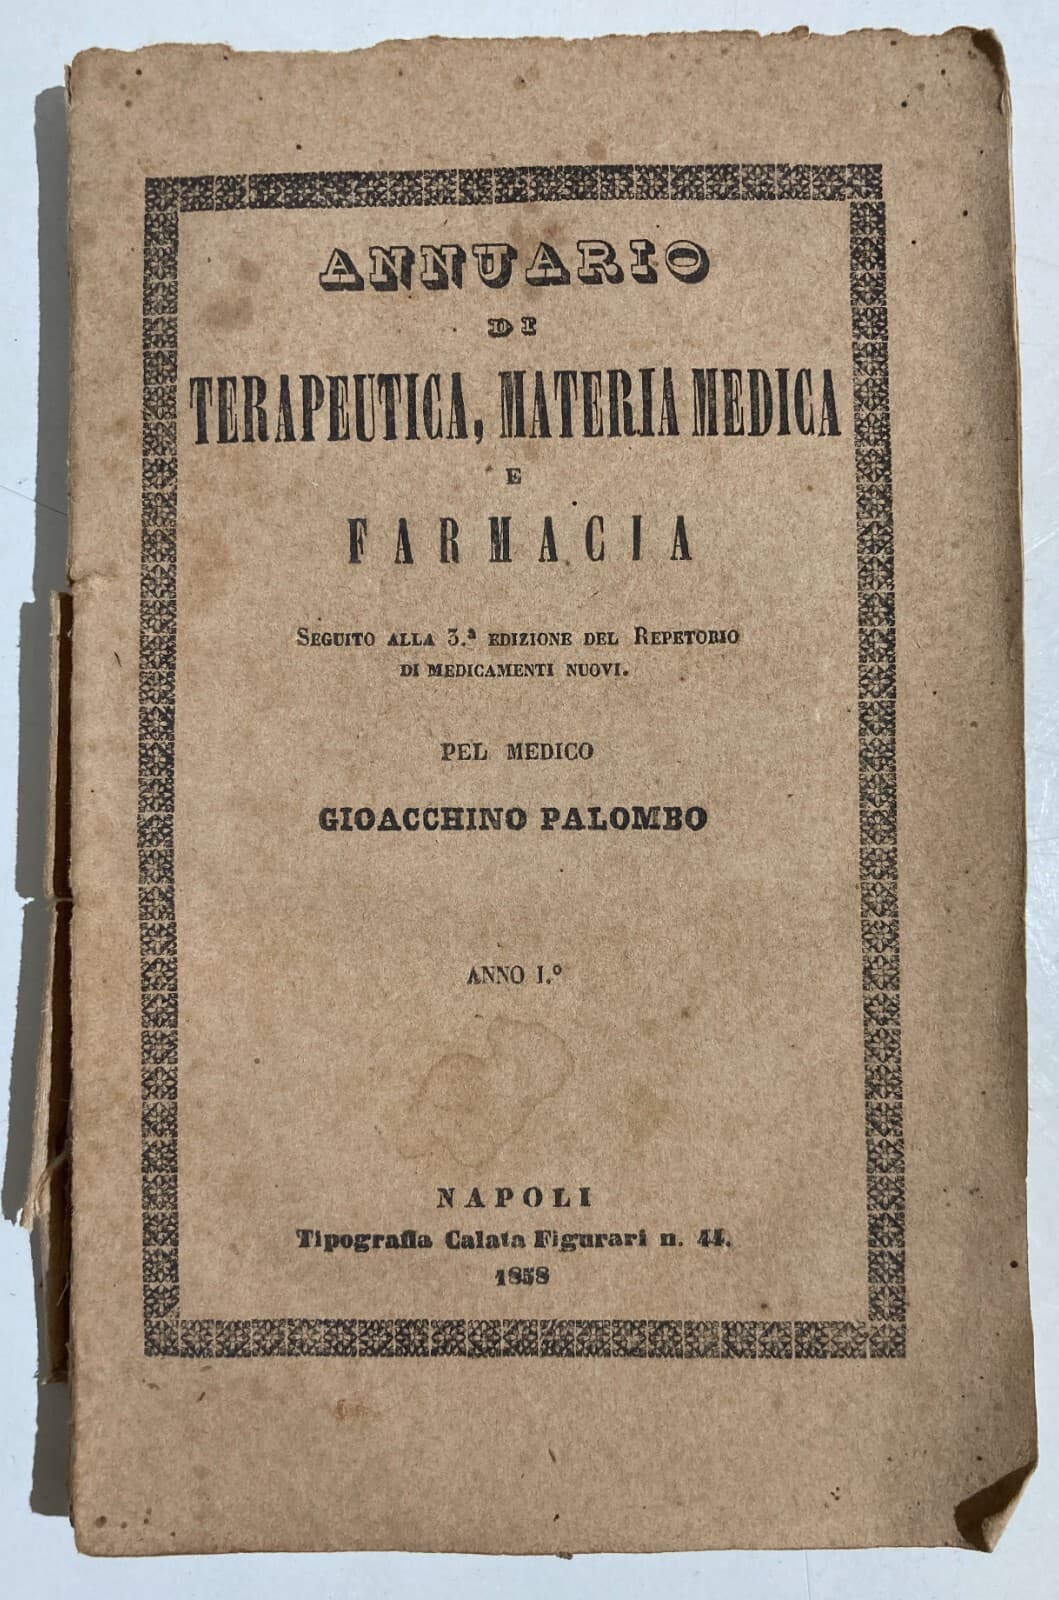 ANNUARIO
DI
TERAPEUTICA, MATERIA MEDICA
E
FARMACIA
SEGUITO ALLA 3.ª EDIZIONE DEL REPETORIO
DI MEDICAMENTI NUOVI.
PEL MEDICO
GIOACCHINO PALOMBO
ANNO I.º
NAPOLI
Tipografia Calata Figurari n. 44.
1858